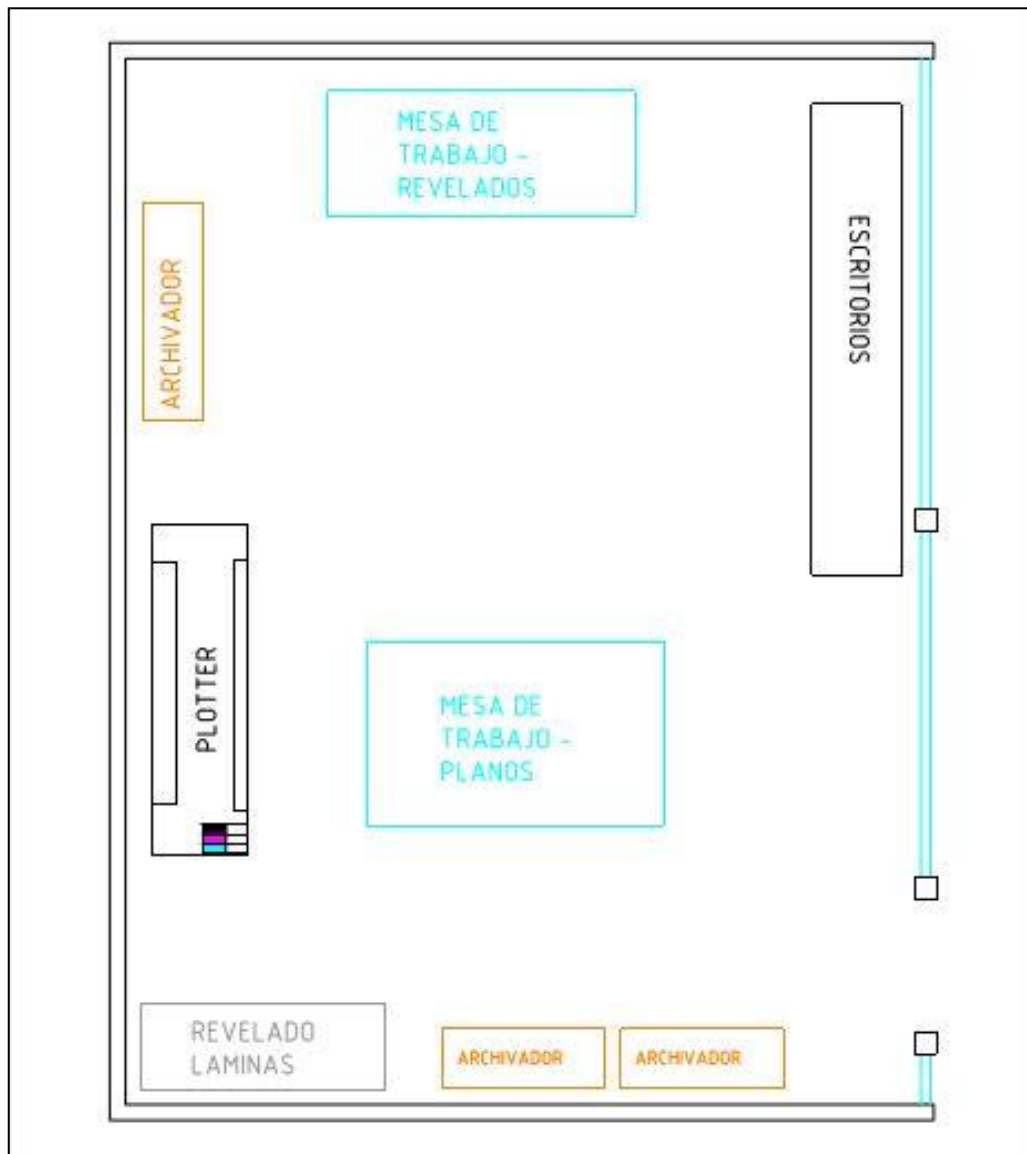 MESA DE
TRABAJO -
REVELADOS
ARCHIVADOR
ESCRITORIOS
PLOTTER
MESA DE
TRABAJO -
PLANOS
REVELADO
LAMINAS
ARCHIVADOR
ARCHIVADOR